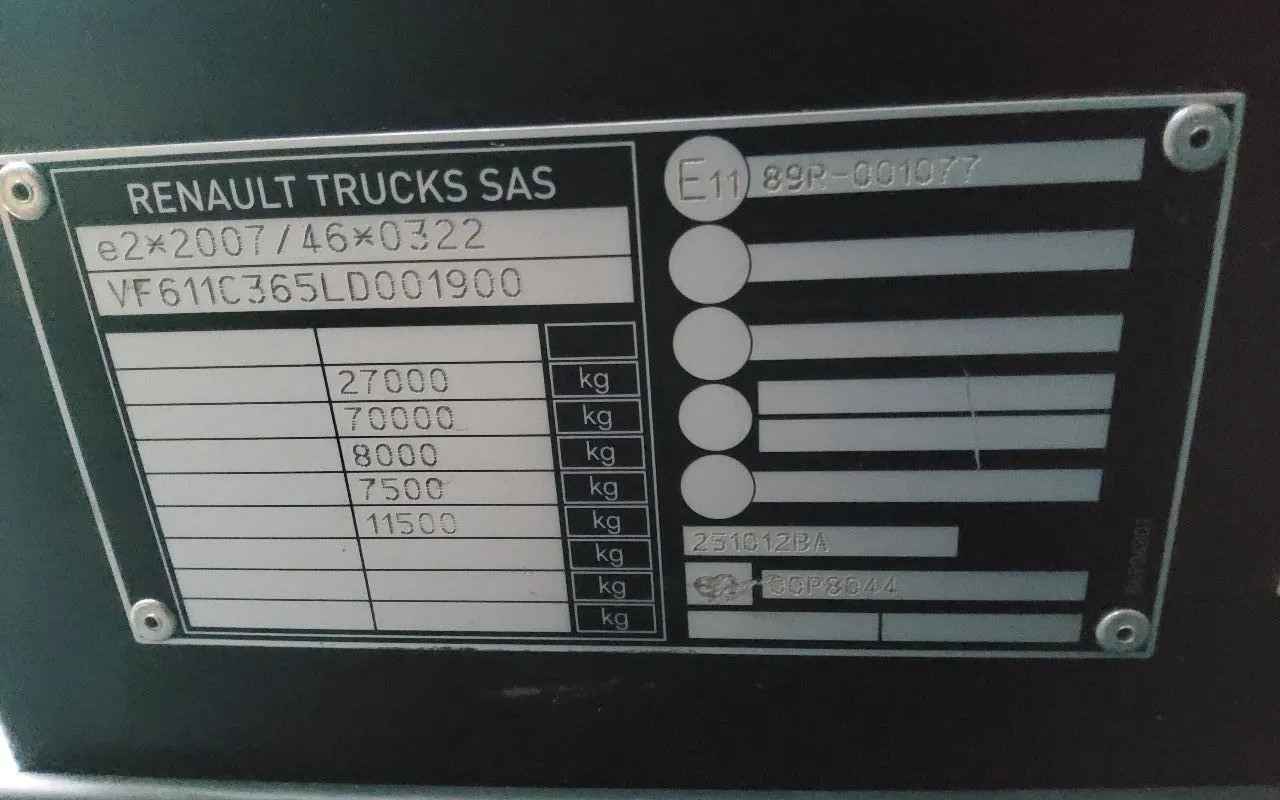 RENAULT TRUCKS SAS
e2*2007/46*0322
VF611C365LD001900
27000 kg
70000 kg
8000 kg
7500 kg
11500 kg
kg
kg
kg
E11 89R-001077
251012BA